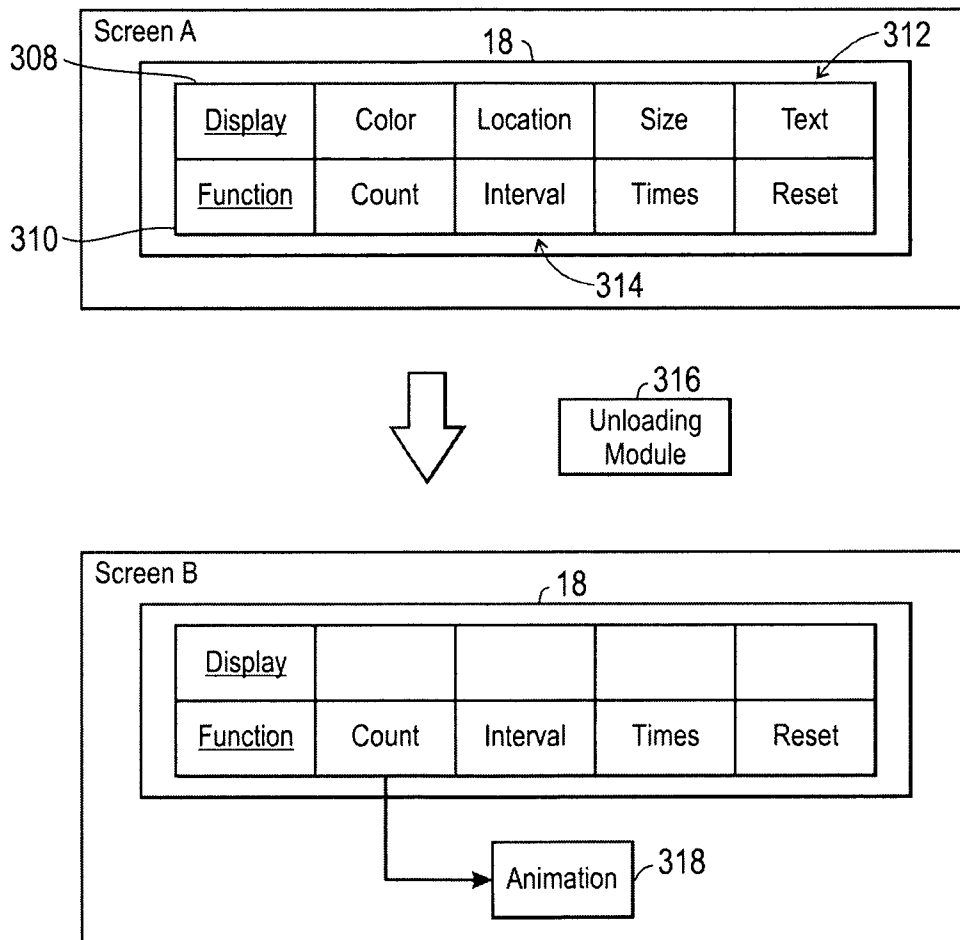 Screen A
18
308
312
Display Color Location Size Text
Function Count Interval Times Reset
310
314
316
Unloading
Module
Screen B
18
Display
Function Count Interval Times Reset
Animation
318